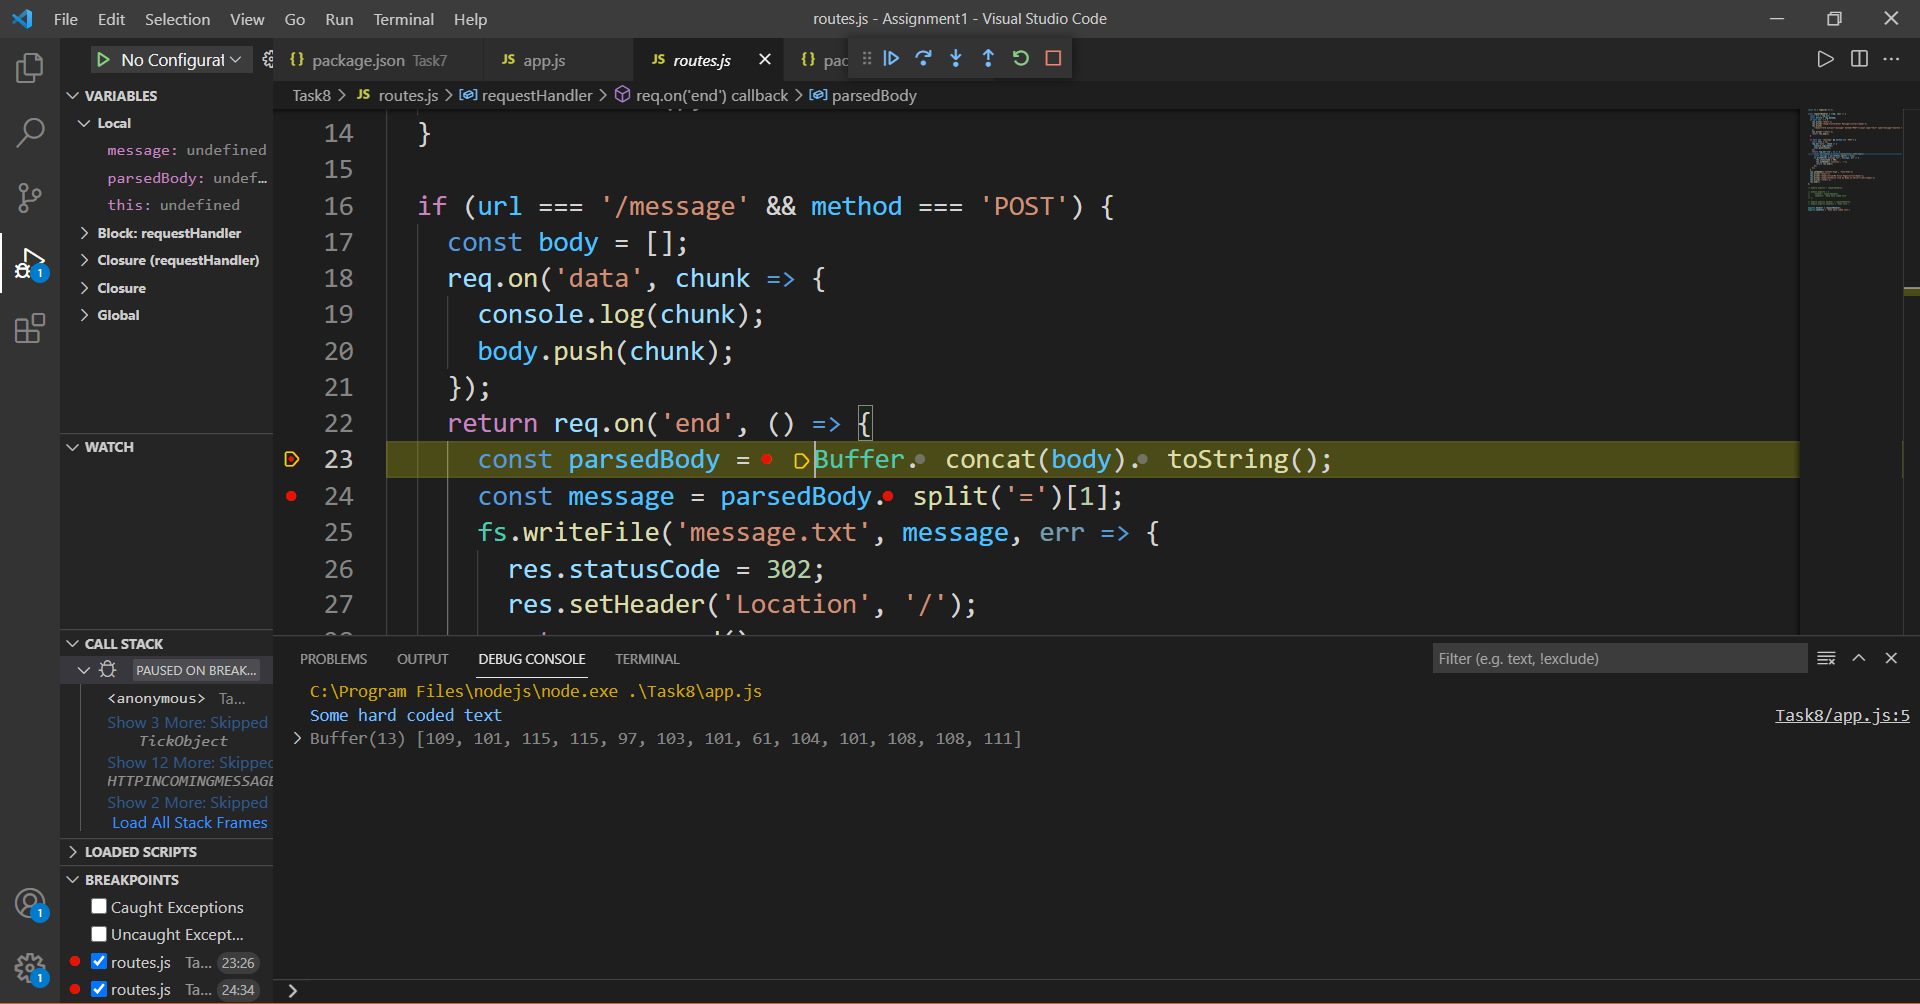 File Edit Selection View Go Run Terminal Help
routes.js - Assignment1 - Visual Studio Code
No Configurat
{} package.json Task7
JS app.js
JS routes.js
{} pac
Task8 > JS routes.js > requestHandler > req.on('end') callback > parsedBody
VARIABLES
Local
message: undefined
parsedBody: undef…
this: undefined
Block: requestHandler
Closure (requestHandler)
Closure
Global
WATCH
CALL STACK
PAUSED ON BREAK…
<anonymous> Ta…
Show 3 More: Skipped
TickObject
Show 12 More: Skipped
HTTPINCOMINGMESSAGE
Show 2 More: Skipped
Load All Stack Frames
LOADED SCRIPTS
BREAKPOINTS
Caught Exceptions
Uncaught Except…
routes.js Ta… 23:26
routes.js Ta… 24:34
1
1
1
14 }
15
16 if (url === '/message' && method === 'POST') {
17 const body = [];
18 req.on('data', chunk => {
19 console.log(chunk);
20 body.push(chunk);
21 });
22 return req.on('end', () => {
23 const parsedBody = Buffer. concat(body). toString();
24 const message = parsedBody. split('=')[1];
25 fs.writeFile('message.txt', message, err => {
26 res.statusCode = 302;
27 res.setHeader('Location', '/');
PROBLEMS OUTPUT DEBUG CONSOLE TERMINAL
Filter (e.g. text, !exclude)
C:\Program Files\nodejs\node.exe .\Task8\app.js
Some hard coded text
Task8/app.js:5
> Buffer(13) [109, 101, 115, 115, 97, 103, 101, 61, 104, 101, 108, 108, 111]
>